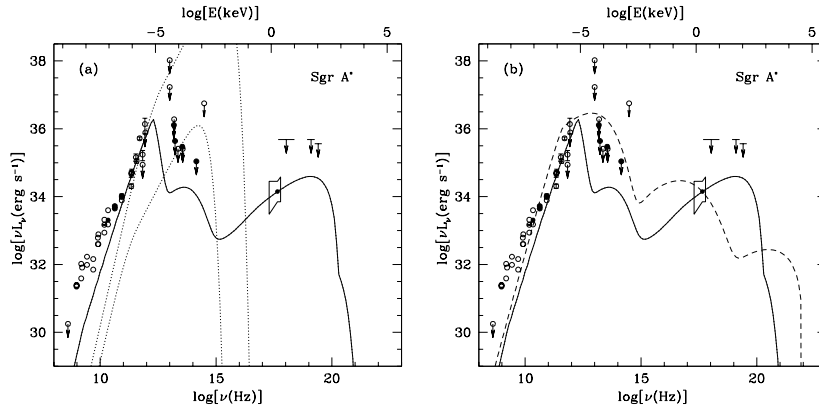 log[E(keV)]
−5 0 5
38
36
34
32
30
(a)
Sgr A*
10 15 20
log[ν(Hz)]
log[νLν(erg s⁻¹)]
log[E(keV)]
−5 0 5
38
36
34
32
30
(b)
Sgr A*
10 15 20
log[ν(Hz)]
log[νLν(erg s⁻¹)]